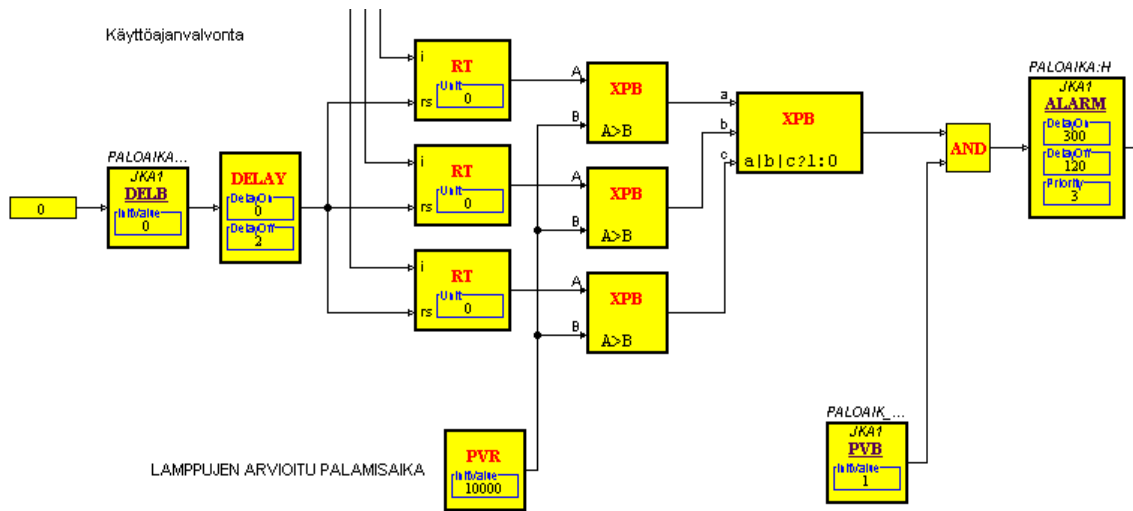 Käyttöajanvalvonta
i
RT
Unit
0
rs
i
RT
Unit
0
rs
i
RT
Unit
0
rs
A
XPB
B
A>B
A
XPB
B
A>B
A
XPB
B
A>B
a
b
c
XPB
a|b|c?1:0
AND
PALOAIKA:H
JKA1
ALARM
DelayOn
300
DelayOff
120
Priority
3
0
PALOAIKA...
JKA1
DELB
InitValue
0
DELAY
DelayOn
0
DelayOff
2
LAMPPUJEN ARVIOITU PALAMISAIKA
PVR
InitValue
10000
PALOAIK_...
JKA1
PVB
InitValue
1